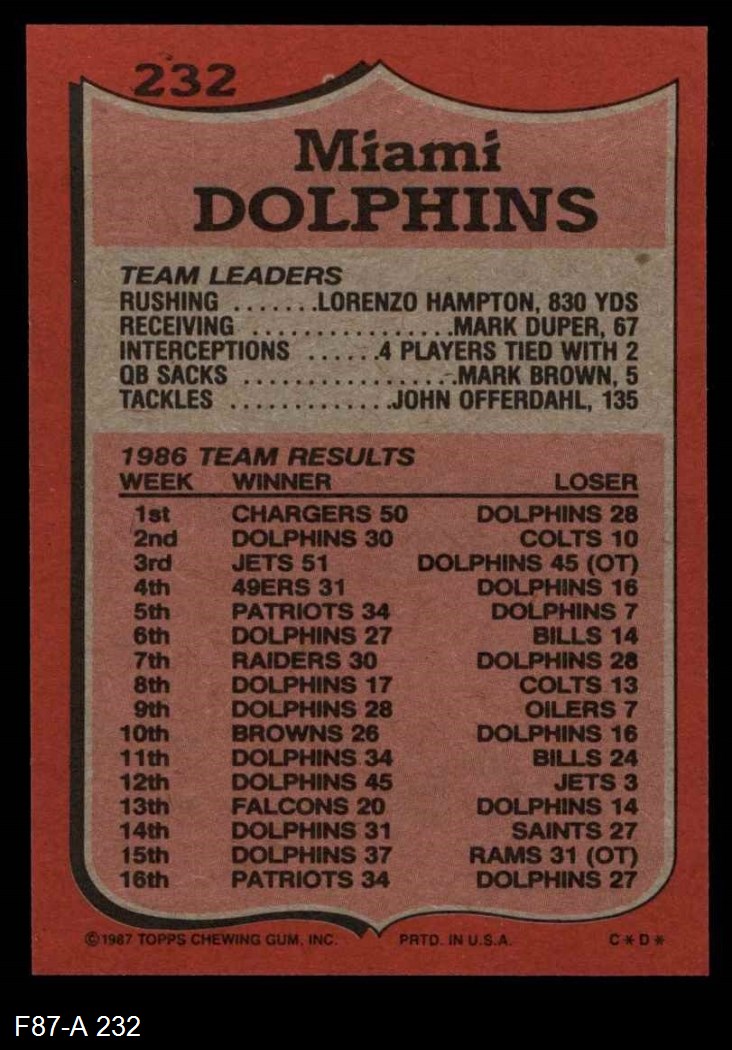 232
Miami
DOLPHINS
TEAM LEADERS
RUSHING .......LORENZO HAMPTON, 830 YDS
RECEIVING .................MARK DUPER, 67
INTERCEPTIONS ......4 PLAYERS TIED WITH 2
QB SACKS ..................MARK BROWN, 5
TACKLES .............JOHN OFFERDAHL, 135
1986 TEAM RESULTS
WEEK WINNER LOSER
1st CHARGERS 50 DOLPHINS 28
2nd DOLPHINS 30 COLTS 10
3rd JETS 51 DOLPHINS 45 (OT)
4th 49ERS 31 DOLPHINS 16
5th PATRIOTS 34 DOLPHINS 7
6th DOLPHINS 27 BILLS 14
7th RAIDERS 30 DOLPHINS 28
8th DOLPHINS 17 COLTS 13
9th DOLPHINS 28 OILERS 7
10th BROWNS 26 DOLPHINS 16
11th DOLPHINS 34 BILLS 24
12th DOLPHINS 45 JETS 3
13th FALCONS 20 DOLPHINS 14
14th DOLPHINS 31 SAINTS 27
15th DOLPHINS 37 RAMS 31 (OT)
16th PATRIOTS 34 DOLPHINS 27
©1987 TOPPS CHEWING GUM, INC. PRTD. IN U.S.A. C*D*
F87-A 232